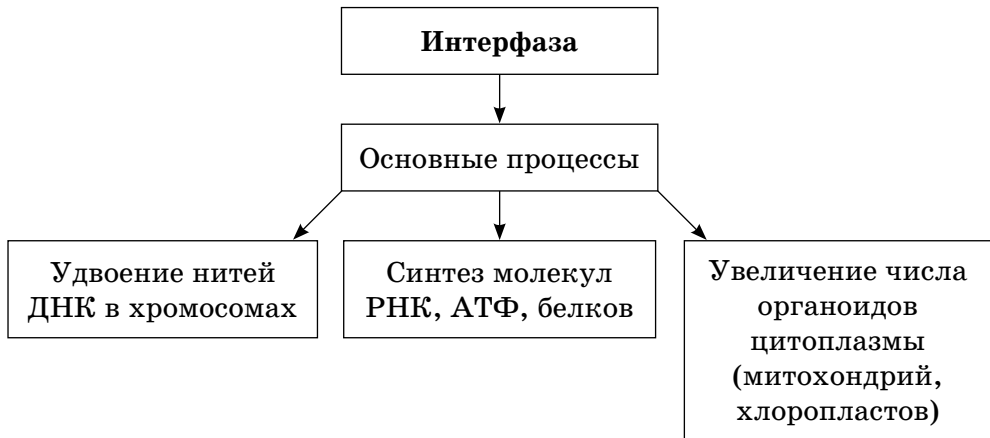 Интерфаза
Основные процессы
Удвоение нитей
ДНК в хромосомах
Синтез молекул
РНК, АТФ, белков
Увеличение числа
органоидов
цитоплазмы
(митохондрий,
хлоропластов)